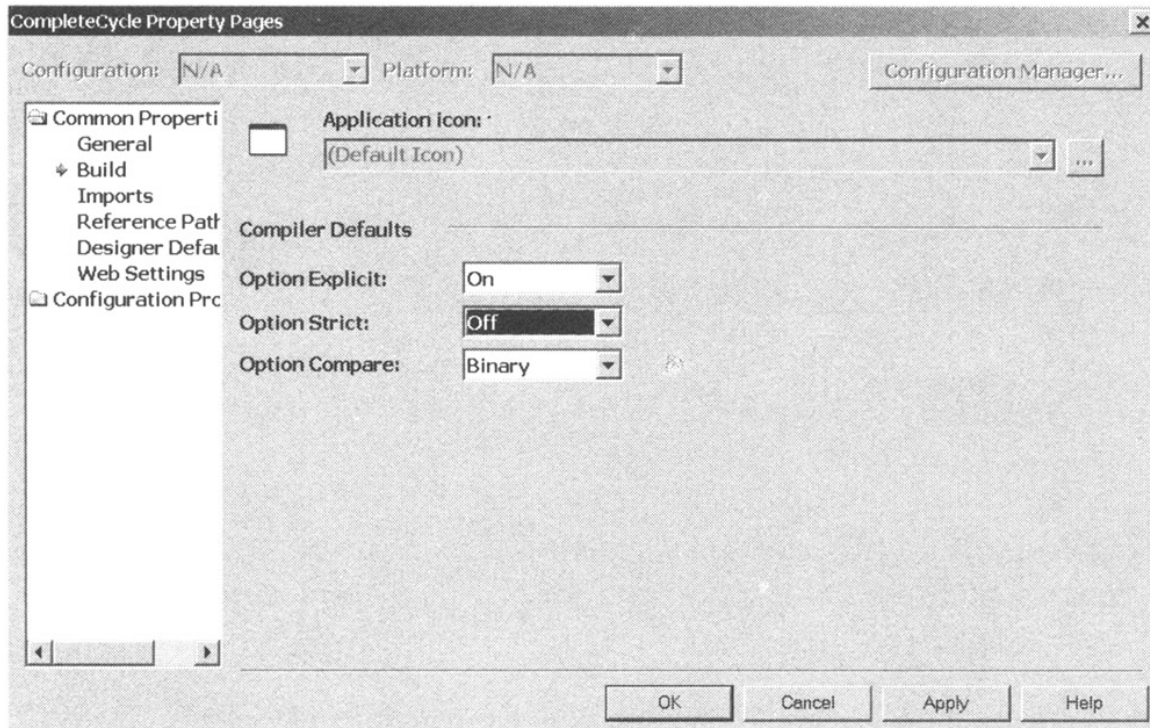 CompleteCycle Property Pages
Configuration: N/A Platform: N/A Configuration Manager...
Common Properti
General
Build
Imports
Reference Path
Designer Defau
Web Settings
Configuration Pro
Application icon:
(Default Icon)
...
Compiler Defaults
Option Explicit: On
Option Strict: Off
Option Compare: Binary
OK Cancel Apply Help